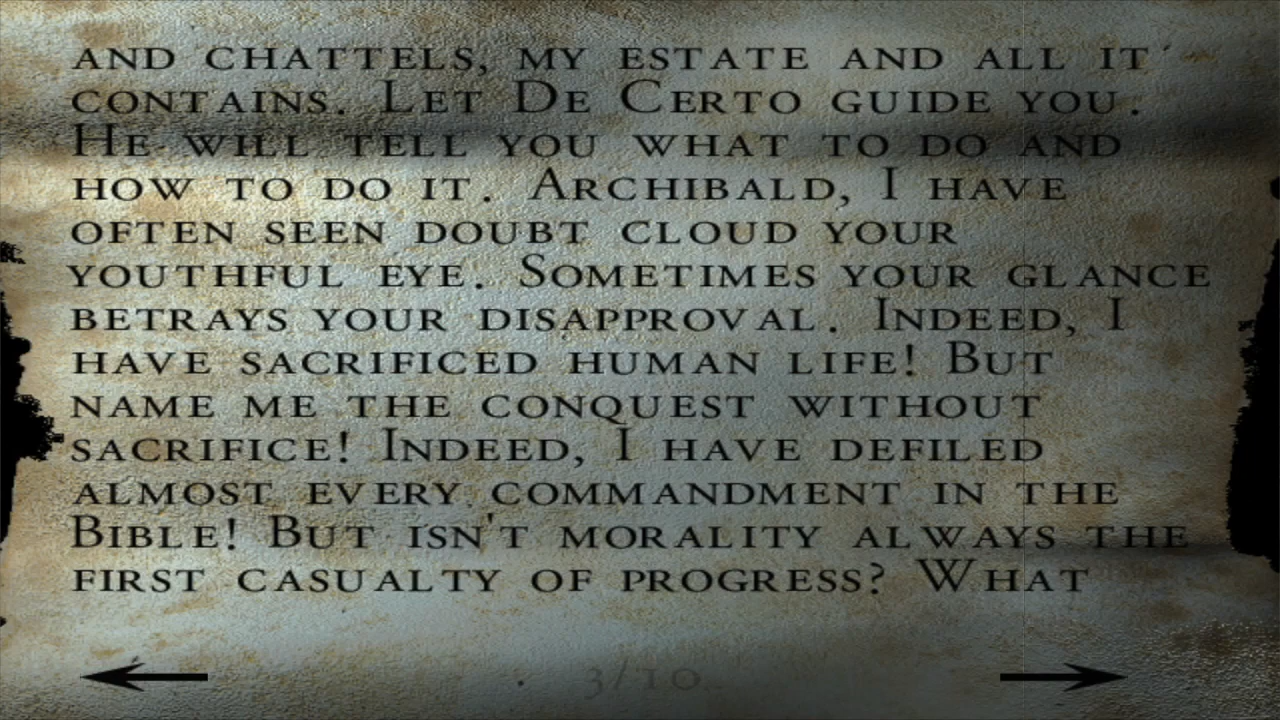 AND CHATTELS, MY ESTATE AND ALL IT
CONTAINS. LET DE CERTO GUIDE YOU.
HE WILL TELL YOU WHAT TO DO AND
HOW TO DO IT. ARCHIBALD, I HAVE
OFTEN SEEN DOUBT CLOUD YOUR
YOUTHFUL EYE. SOMETIMES YOUR GLANCE
BETRAYS YOUR DISAPPROVAL. INDEED, I
HAVE SACRIFICED HUMAN LIFE! BUT
NAME ME THE CONQUEST WITHOUT
SACRIFICE! INDEED, I HAVE DEFILED
ALMOST EVERY COMMANDMENT IN THE
BIBLE! BUT ISN'T MORALITY ALWAYS THE
FIRST CASUALTY OF PROGRESS? WHAT
3/10